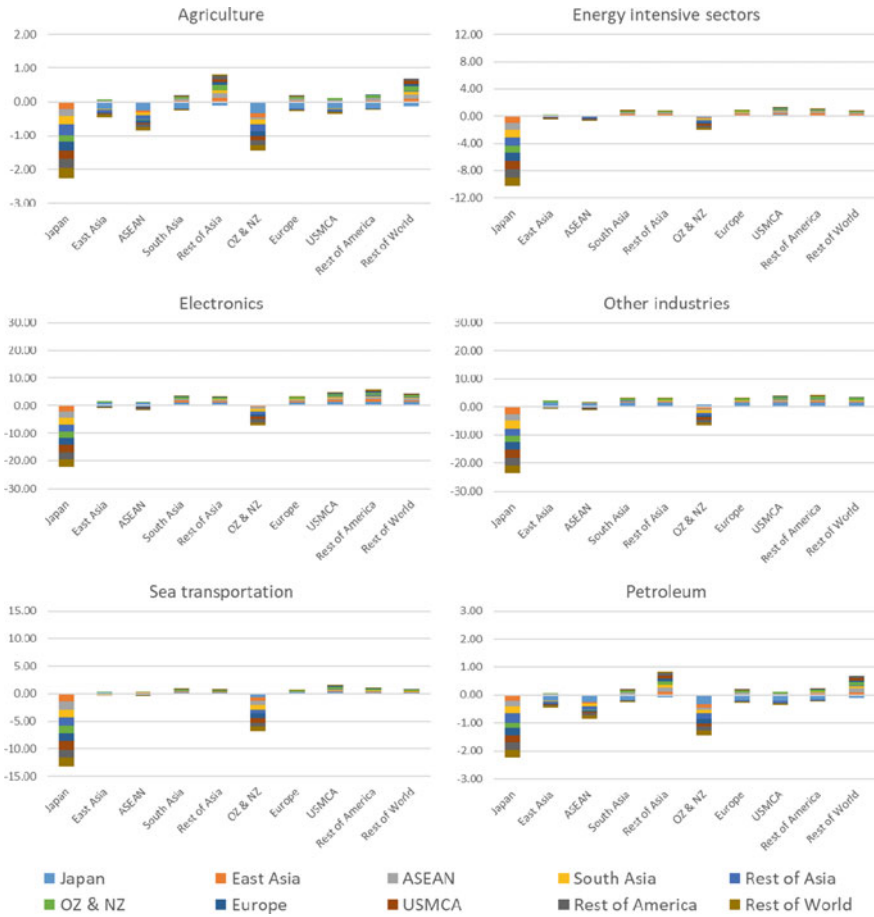 Agriculture
2.00
1.00
0.00
-1.00
-2.00
-3.00
Japan
East Asia
ASEAN
South Asia
Rest of Asia
OZ & NZ
Europe
USMCA
Rest of America
Rest of World
Energy intensive sectors
12.00
8.00
4.00
0.00
-4.00
-8.00
-12.00
Japan
East Asia
ASEAN
South Asia
Rest of Asia
OZ & NZ
Europe
USMCA
Rest of America
Rest of World
Electronics
30.00
20.00
10.00
0.00
-10.00
-20.00
-30.00
Japan
East Asia
ASEAN
South Asia
Rest of Asia
OZ & NZ
Europe
USMCA
Rest of America
Rest of World
Other industries
30.00
20.00
10.00
0.00
-10.00
-20.00
-30.00
Japan
East Asia
ASEAN
South Asia
Rest of Asia
OZ & NZ
Europe
USMCA
Rest of America
Rest of World
Sea transportation
15.00
10.00
5.00
0.00
-5.00
-10.00
-15.00
Japan
East Asia
ASEAN
South Asia
Rest of Asia
OZ & NZ
Europe
USMCA
Rest of America
Rest of World
Petroleum
3.00
2.00
1.00
0.00
-1.00
-2.00
-3.00
Japan
East Asia
ASEAN
South Asia
Rest of Asia
OZ & NZ
Europe
USMCA
Rest of America
Rest of World
Japan East Asia ASEAN South Asia Rest of Asia
OZ & NZ Europe USMCA Rest of America Rest of World